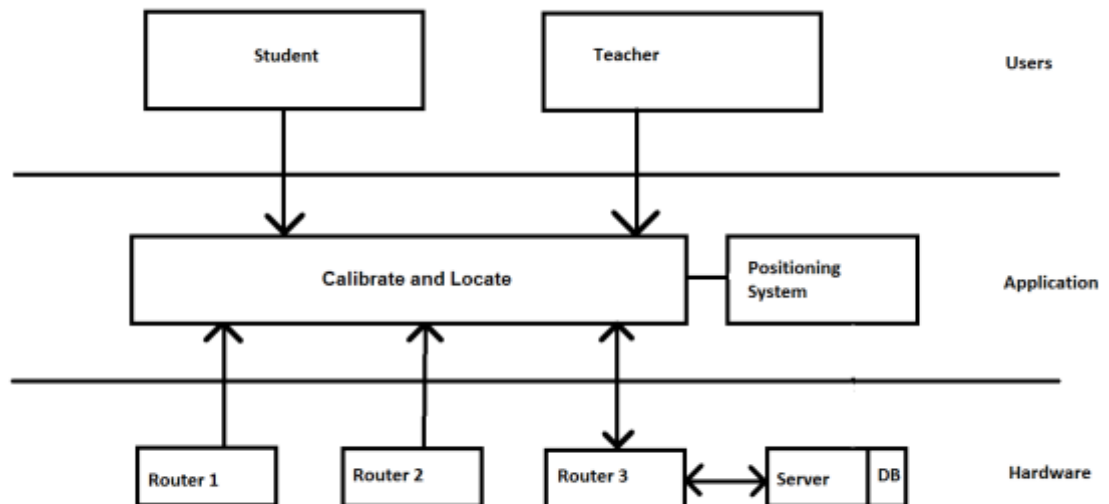 Student
Teacher
Users
Calibrate and Locate
Positioning
System
Application
Router 1
Router 2
Router 3
Server
DB
Hardware